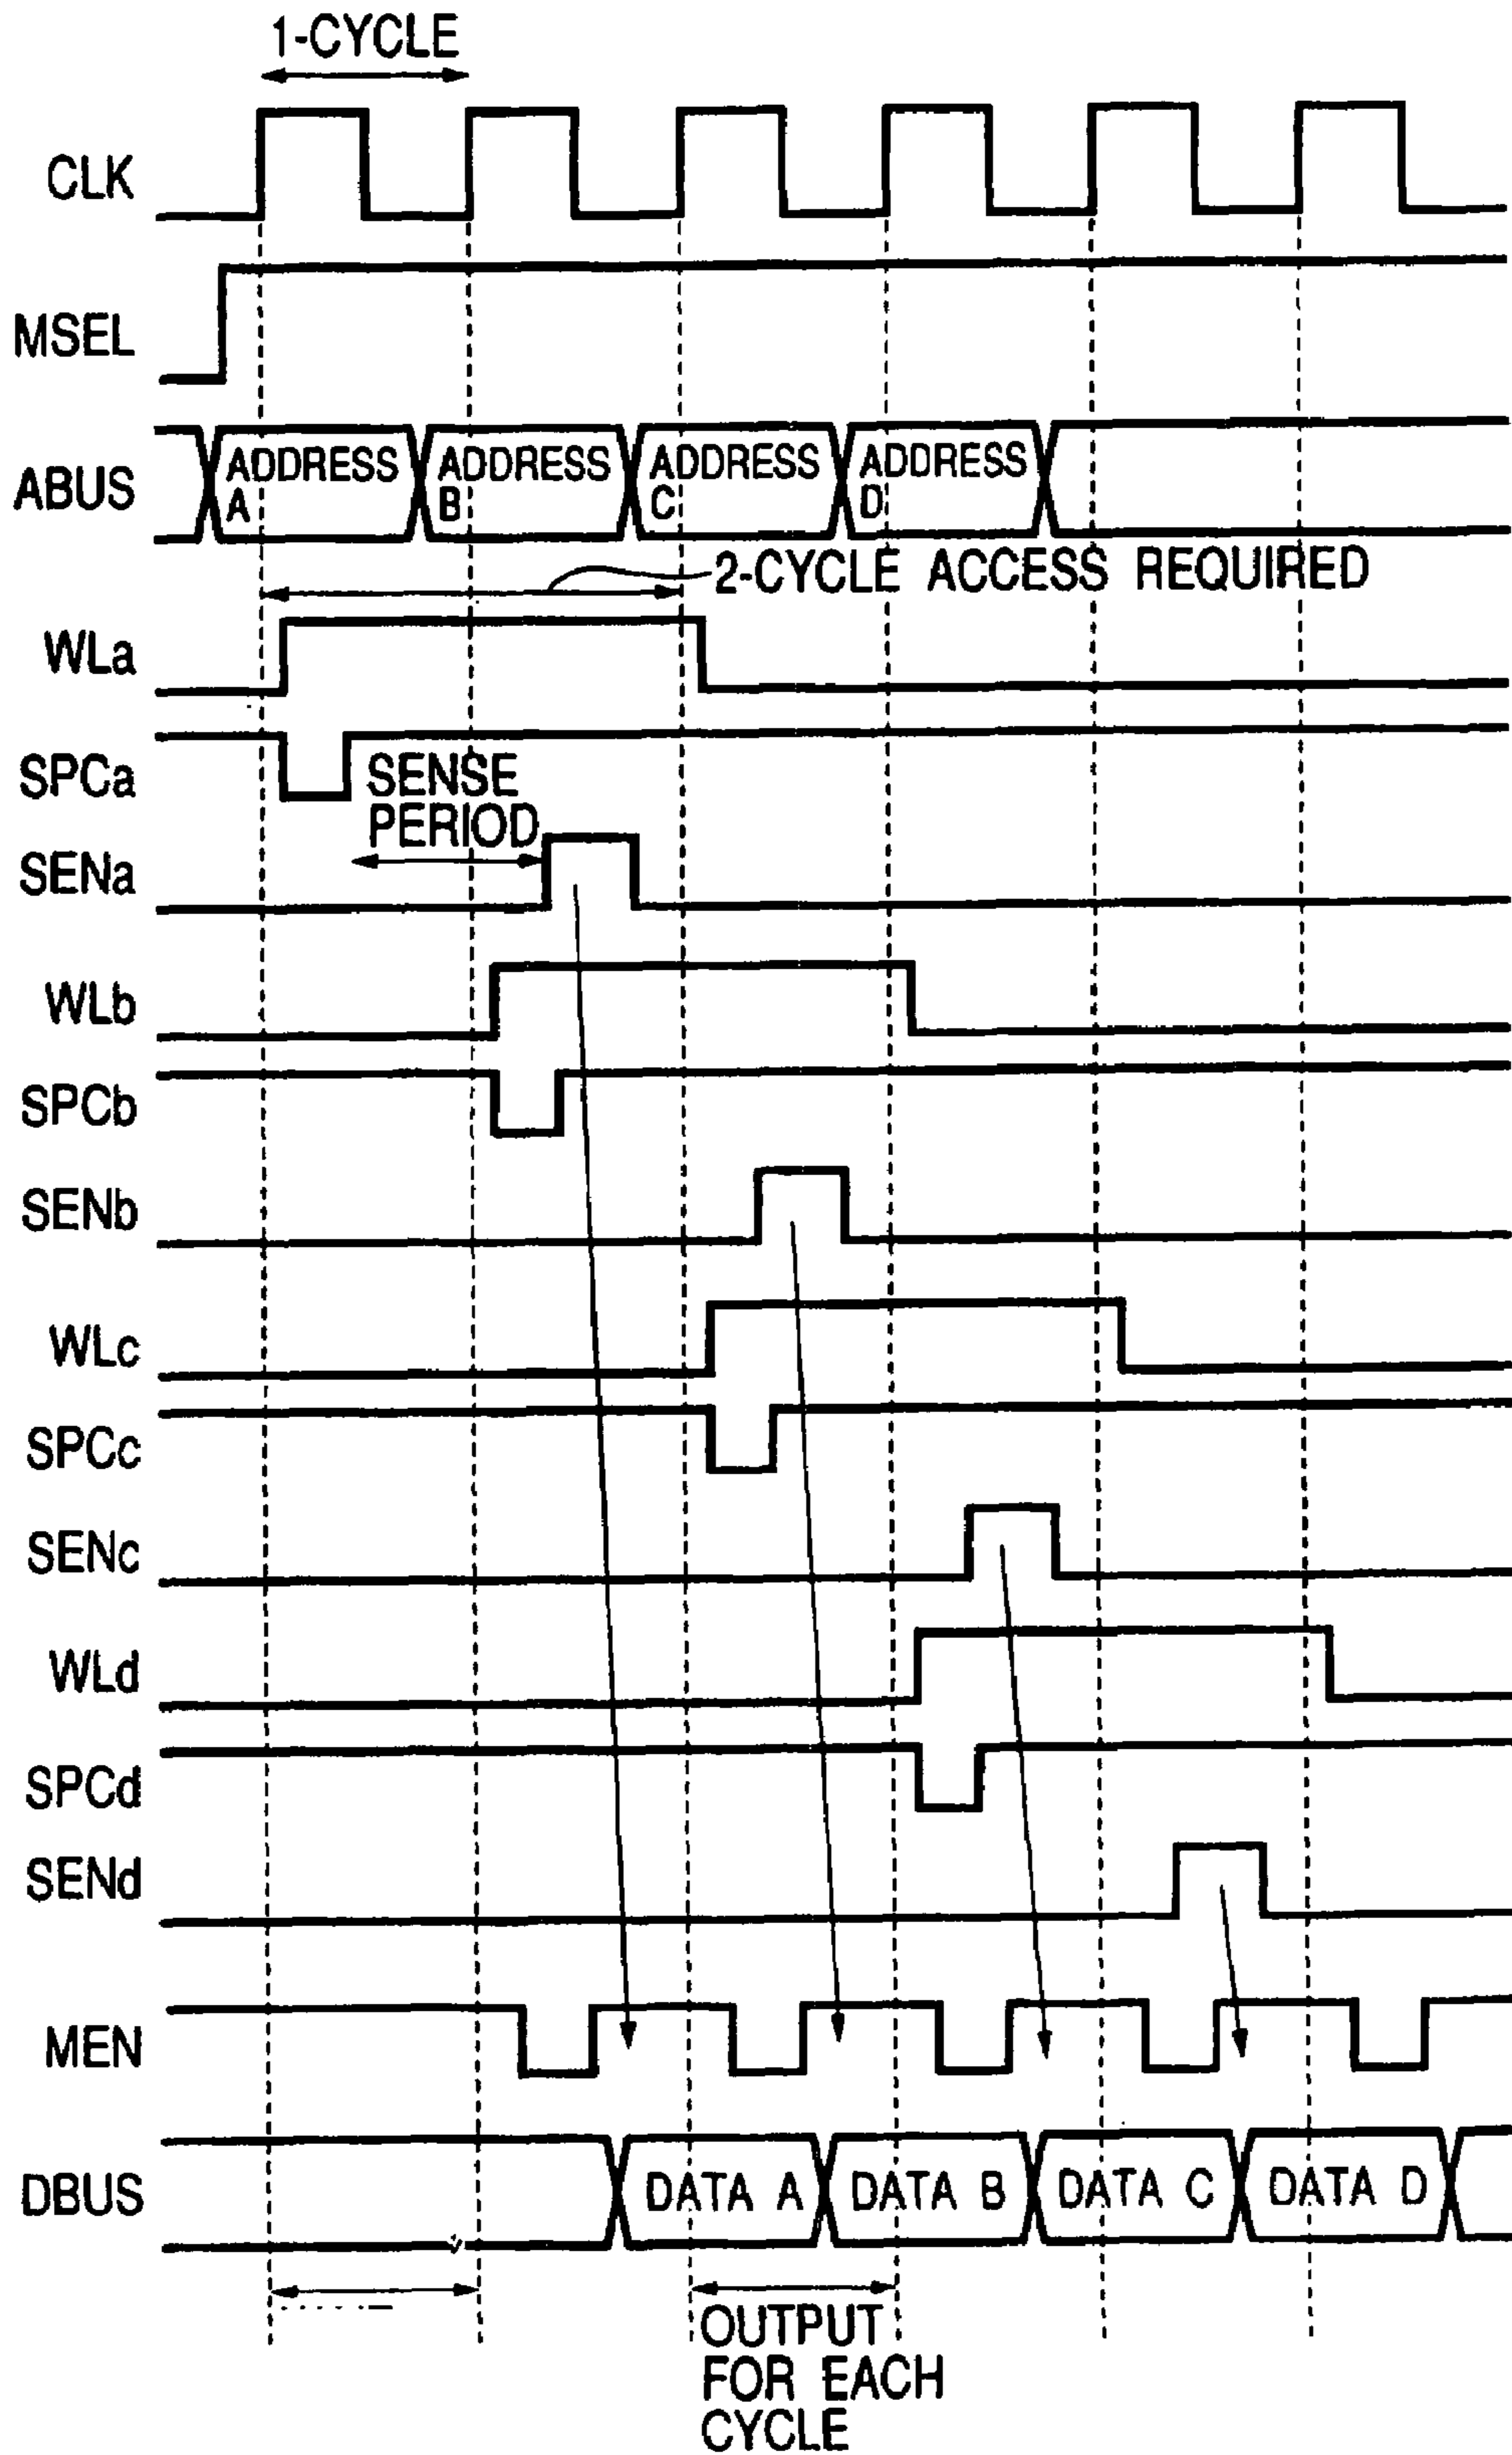 1-CYCLE
CLK
MSEL
ABUS
ADDRESS A
ADDRESS B
ADDRESS C
ADDRESS D
2-CYCLE ACCESS REQUIRED
WLa
SPCa
SENSE
PERIOD
SENa
WLb
SPCb
SENb
WLc
SPCc
SENc
WLd
SPCd
SENd
MEN
DBUS
DATA A
DATA B
DATA C
DATA D
OUTPUT
FOR EACH
CYCLE